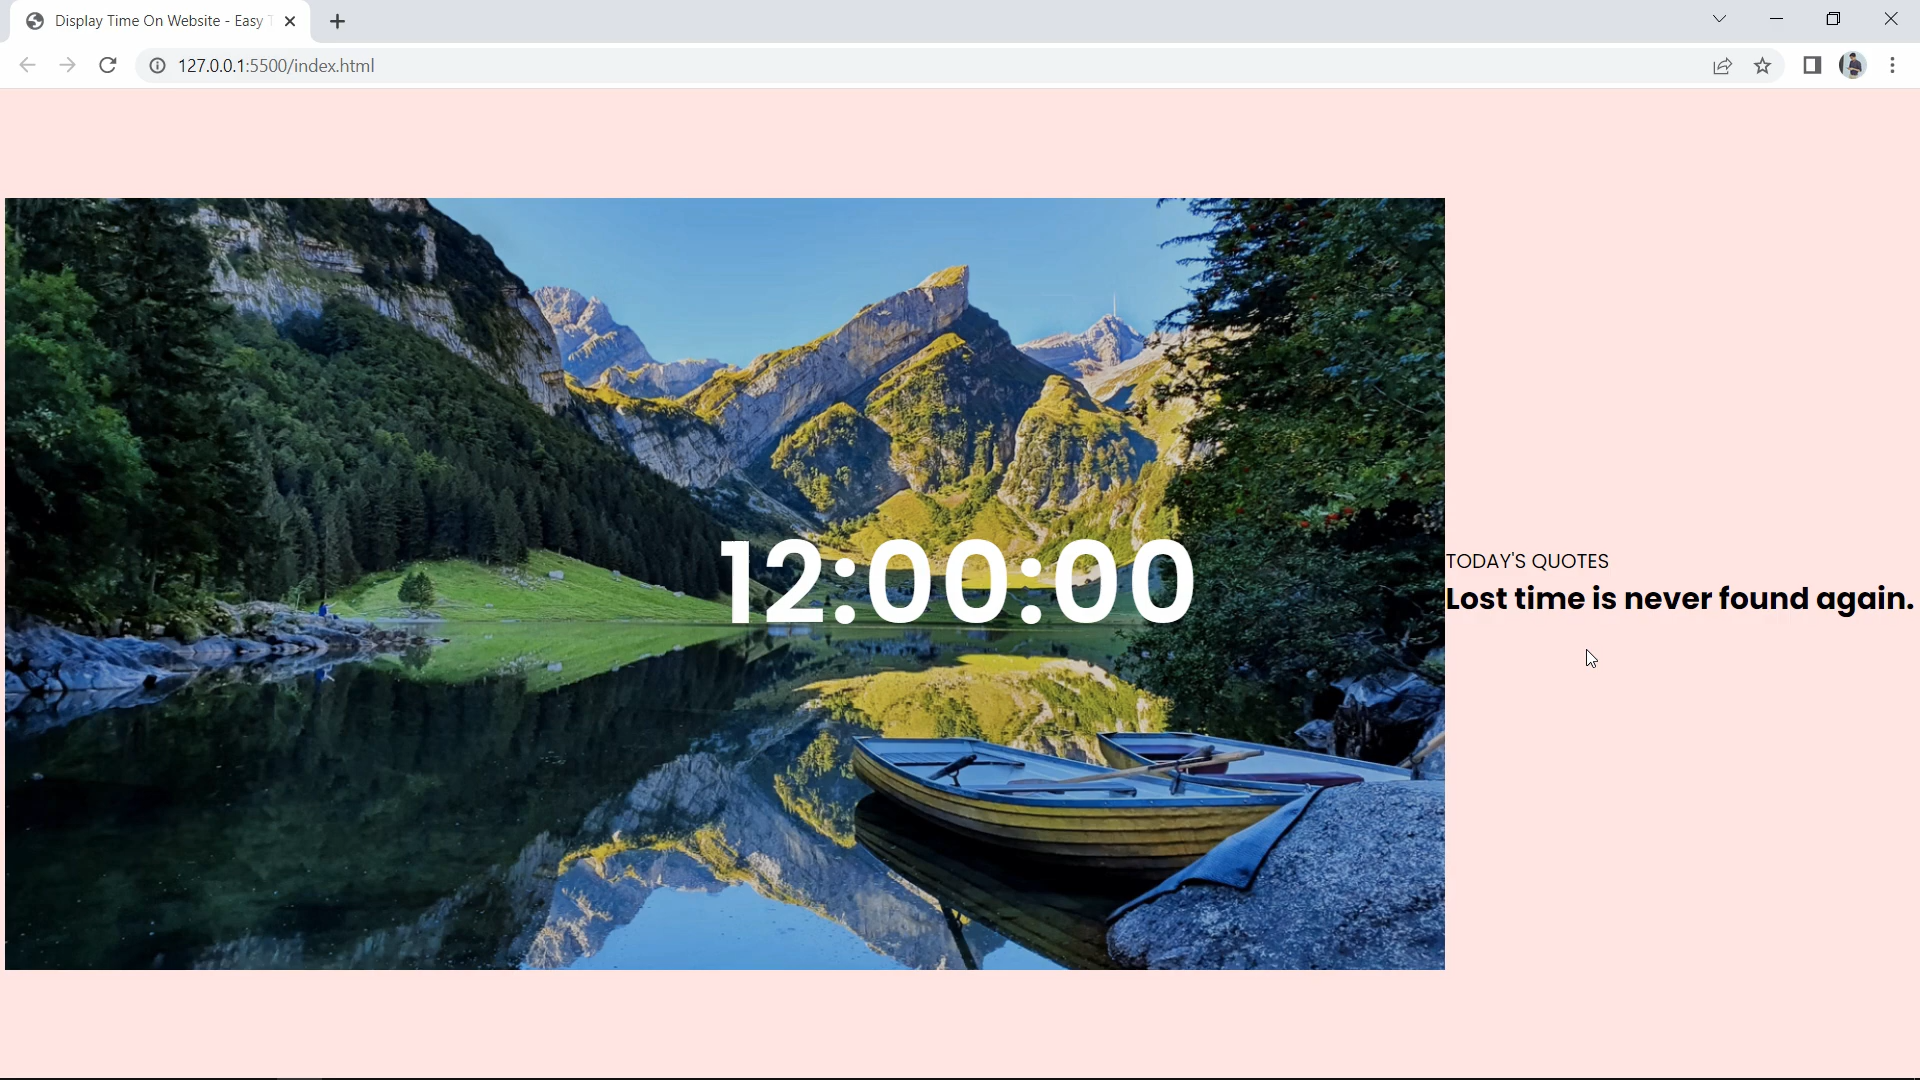 Display Time On Website - Easy
127.0.0.1:5500/index.html
12:00:00
TODAY'S QUOTES
Lost time is never found again.